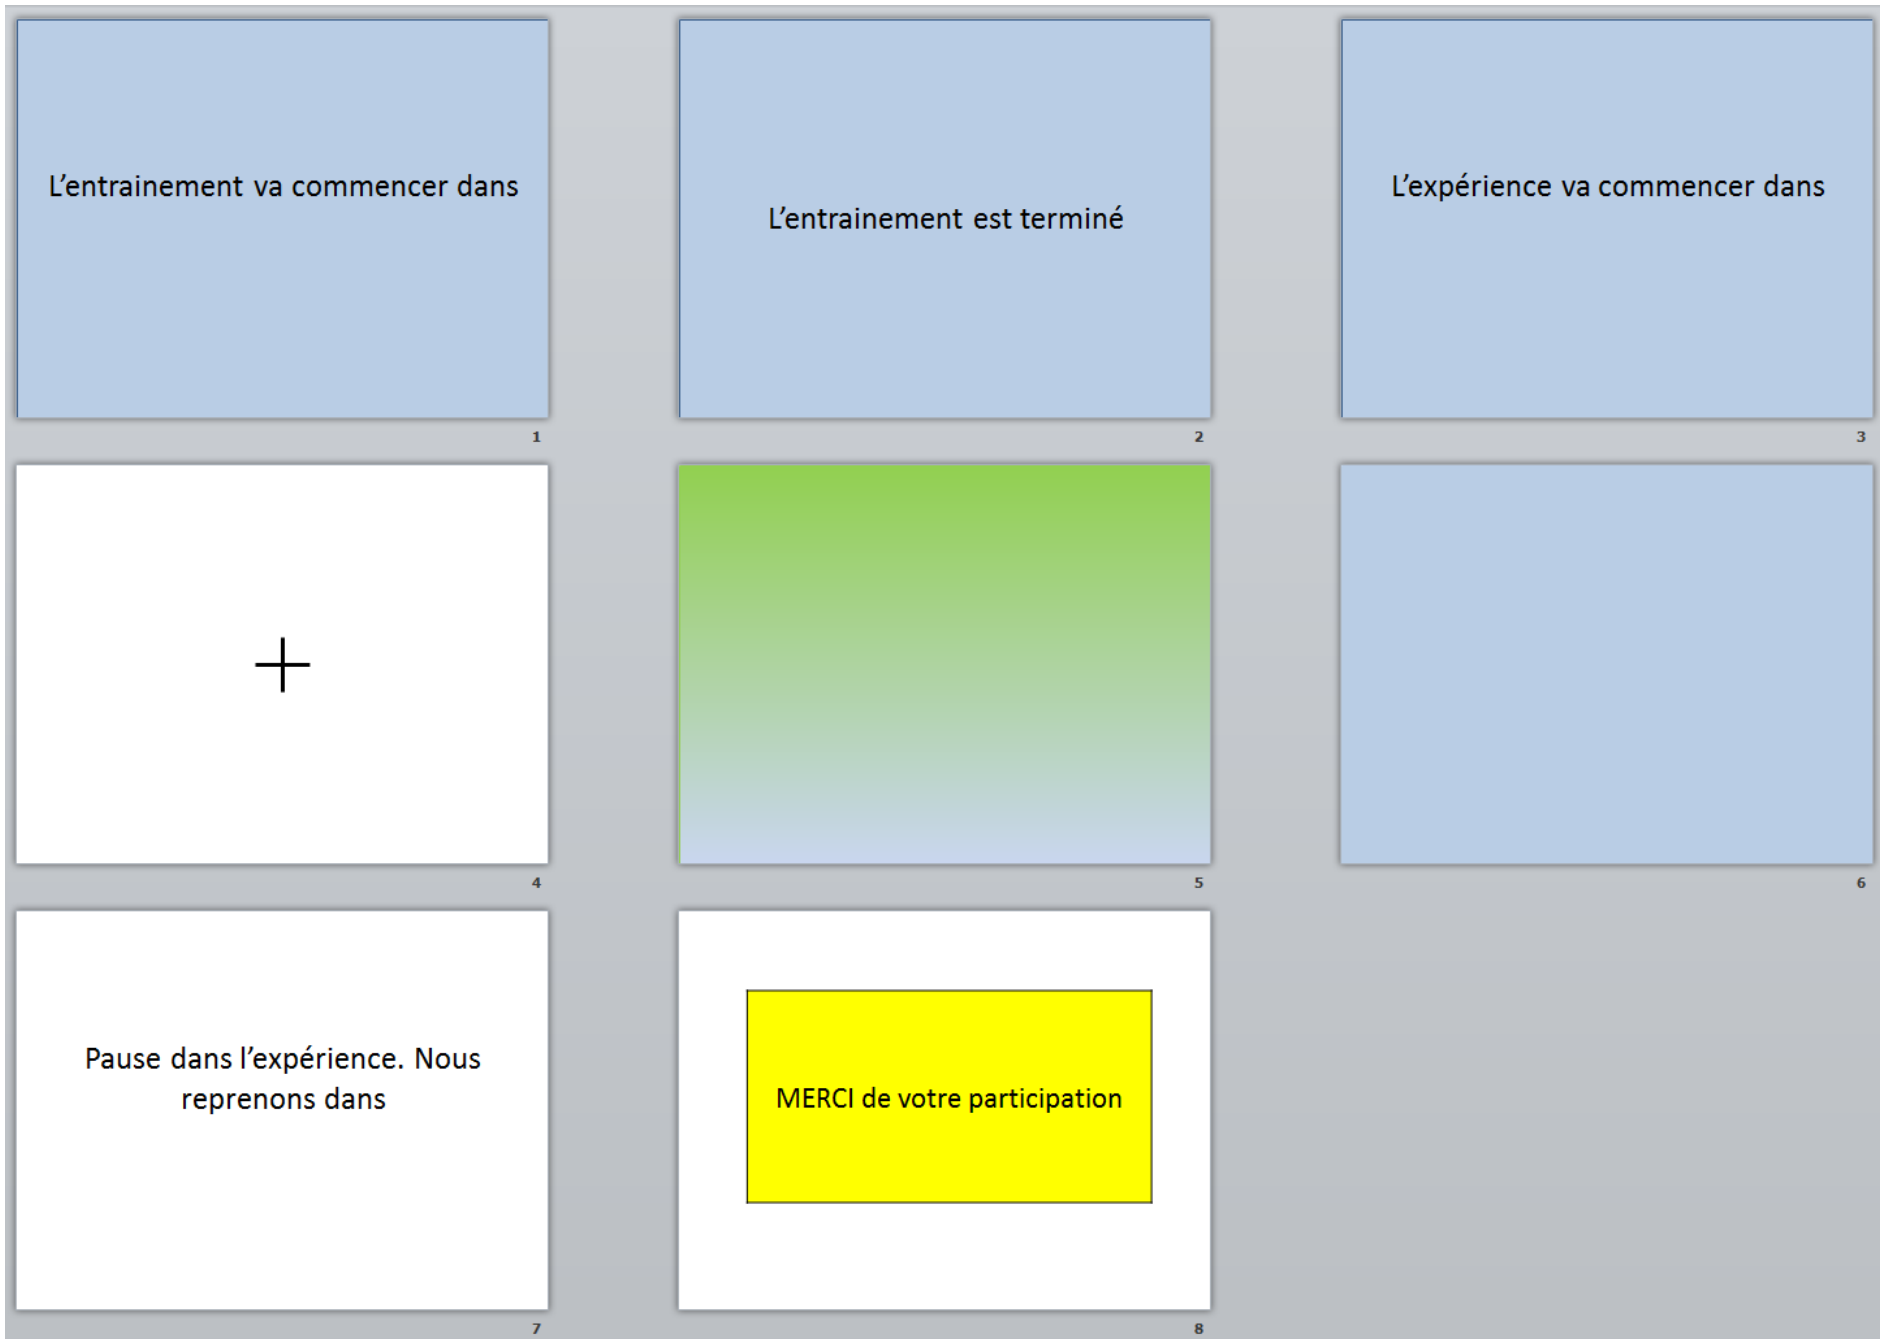 L’entrainement va commencer dans
L’entrainement est terminé
L’expérience va commencer dans
1
2
3
4
5
6
Pause dans l’expérience. Nous
reprenons dans
MERCI de votre participation
7
8